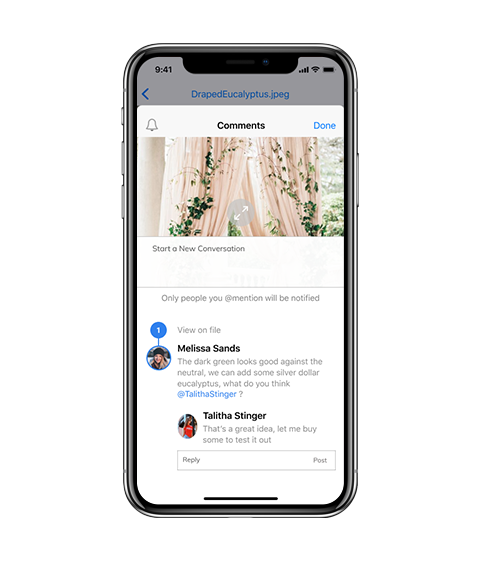 9:41
DrapedEucalyptus.jpeg
Comments
Done
Start a New Conversation
Only people you @mention will be notified
1
View on file
Melissa Sands
The dark green looks good against the
neutral, we can add some silver dollar
eucalyptus, what do you think
@TalithaStinger ?
Talitha Stinger
That's a great idea, let me buy
some to test it out
Reply
Post